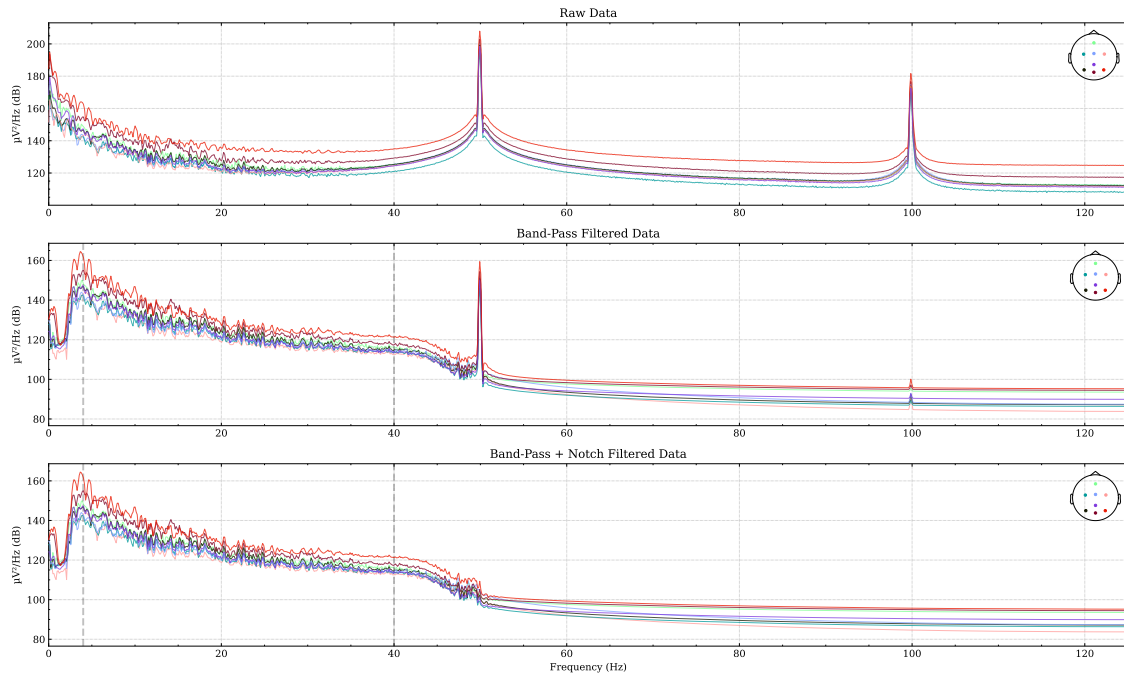 Raw Data
200
180
160
140
120
µV²/Hz (dB)
0 20 40 60 80 100 120
Band-Pass Filtered Data
160
140
120
100
80
µV²/Hz (dB)
0 20 40 60 80 100 120
Band-Pass + Notch Filtered Data
160
140
120
100
80
µV²/Hz (dB)
0 20 40 60 80 100 120
Frequency (Hz)